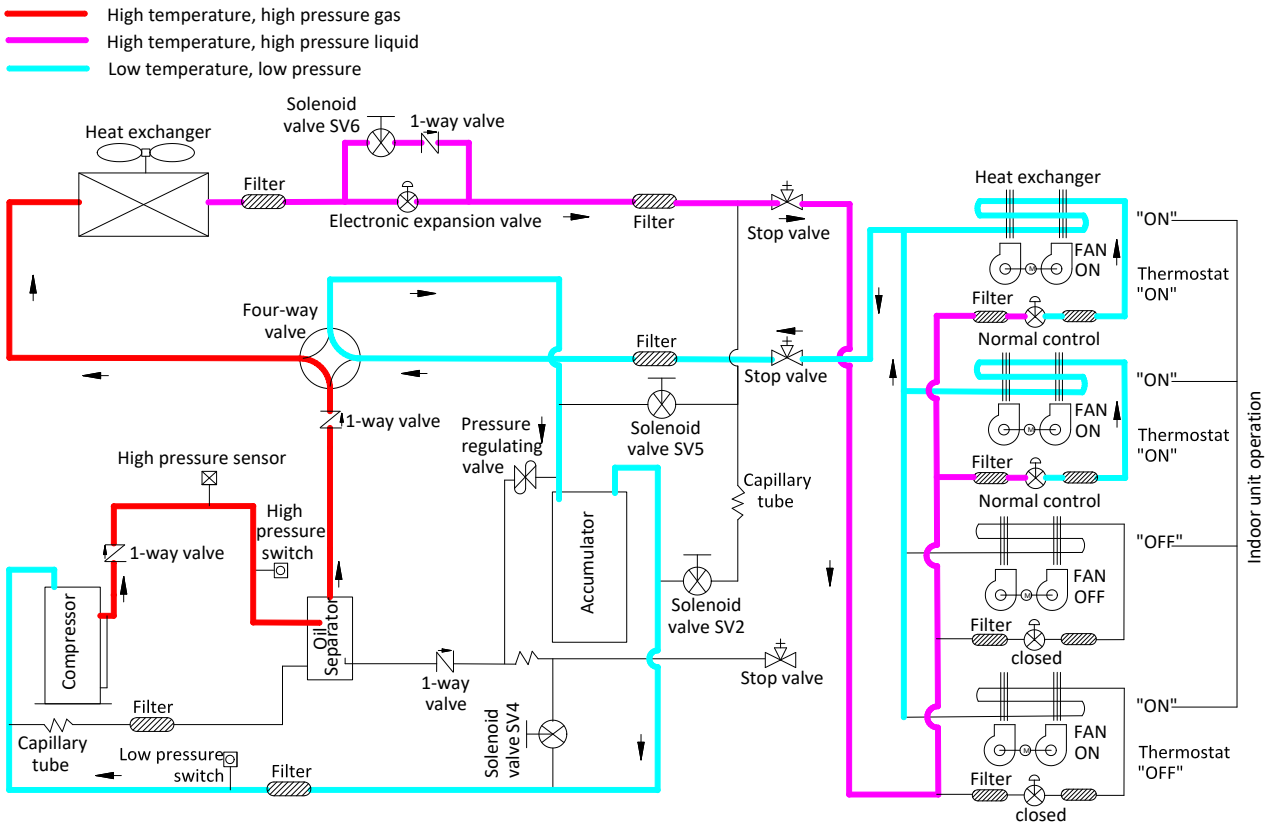 High temperature, high pressure gas
High temperature, high pressure liquid
Low temperature, low pressure
Solenoid
valve SV6
1-way valve
Heat exchanger
Filter
Electronic expansion valve
Filter
Stop valve
Heat exchanger
"ON"
FAN
ON
Thermostat
"ON"
Filter
Normal control
Four-way
valve
Filter
Stop valve
"ON"
FAN
ON
Thermostat
"ON"
Filter
Normal control
1-way valve
Solenoid
valve SV5
Pressure
regulating
valve
Capillary
tube
High pressure sensor
High
pressure
switch
1-way valve
Accumulator
"OFF"
FAN
OFF
Filter
closed
Indoor unit operation
Compressor
Oil
Separator
Solenoid
valve SV2
1-way
valve
Stop valve
Filter
Capillary
tube
Low pressure
switch
Filter
Solenoid
valve SV4
"ON"
FAN
ON
Thermostat
"OFF"
Filter
closed
M
M
M
M